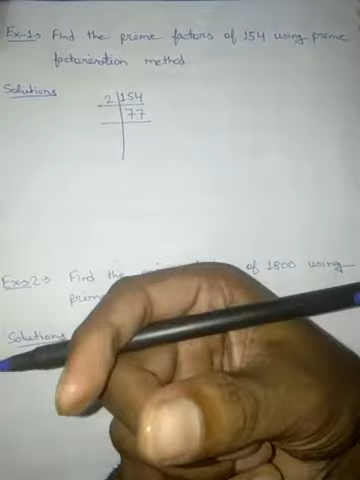 Ex-1→ Find the prime factors of 154 using prime
factorisation method.
Solutions
2 | 154
77
Ex-2→ Find the of 1800 using
prime
Solutions